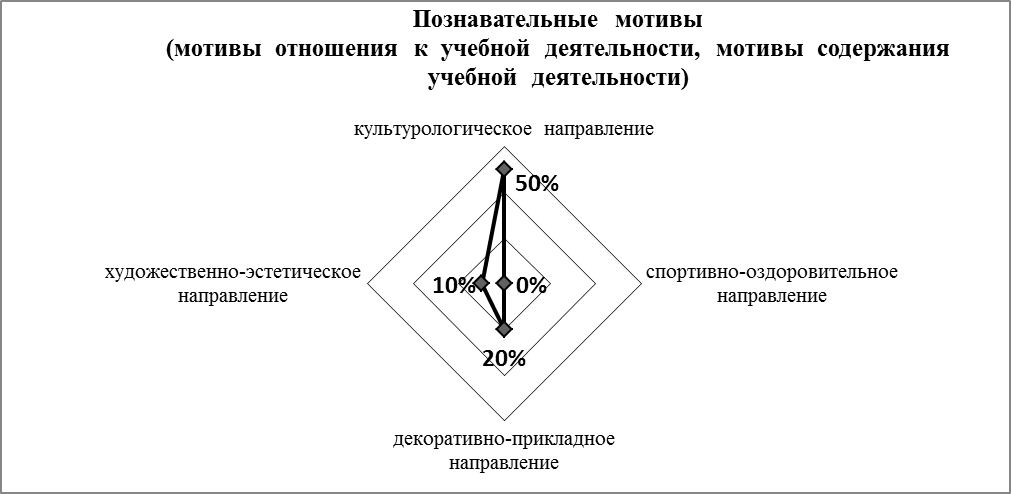 Познавательные мотивы
(мотивы отношения к учебной деятельности, мотивы содержания
учебной деятельности)
культурологическое направление
50%
художественно-эстетическое
направление
10%
0%
спортивно-оздоровительное
направление
20%
декоративно-прикладное
направление